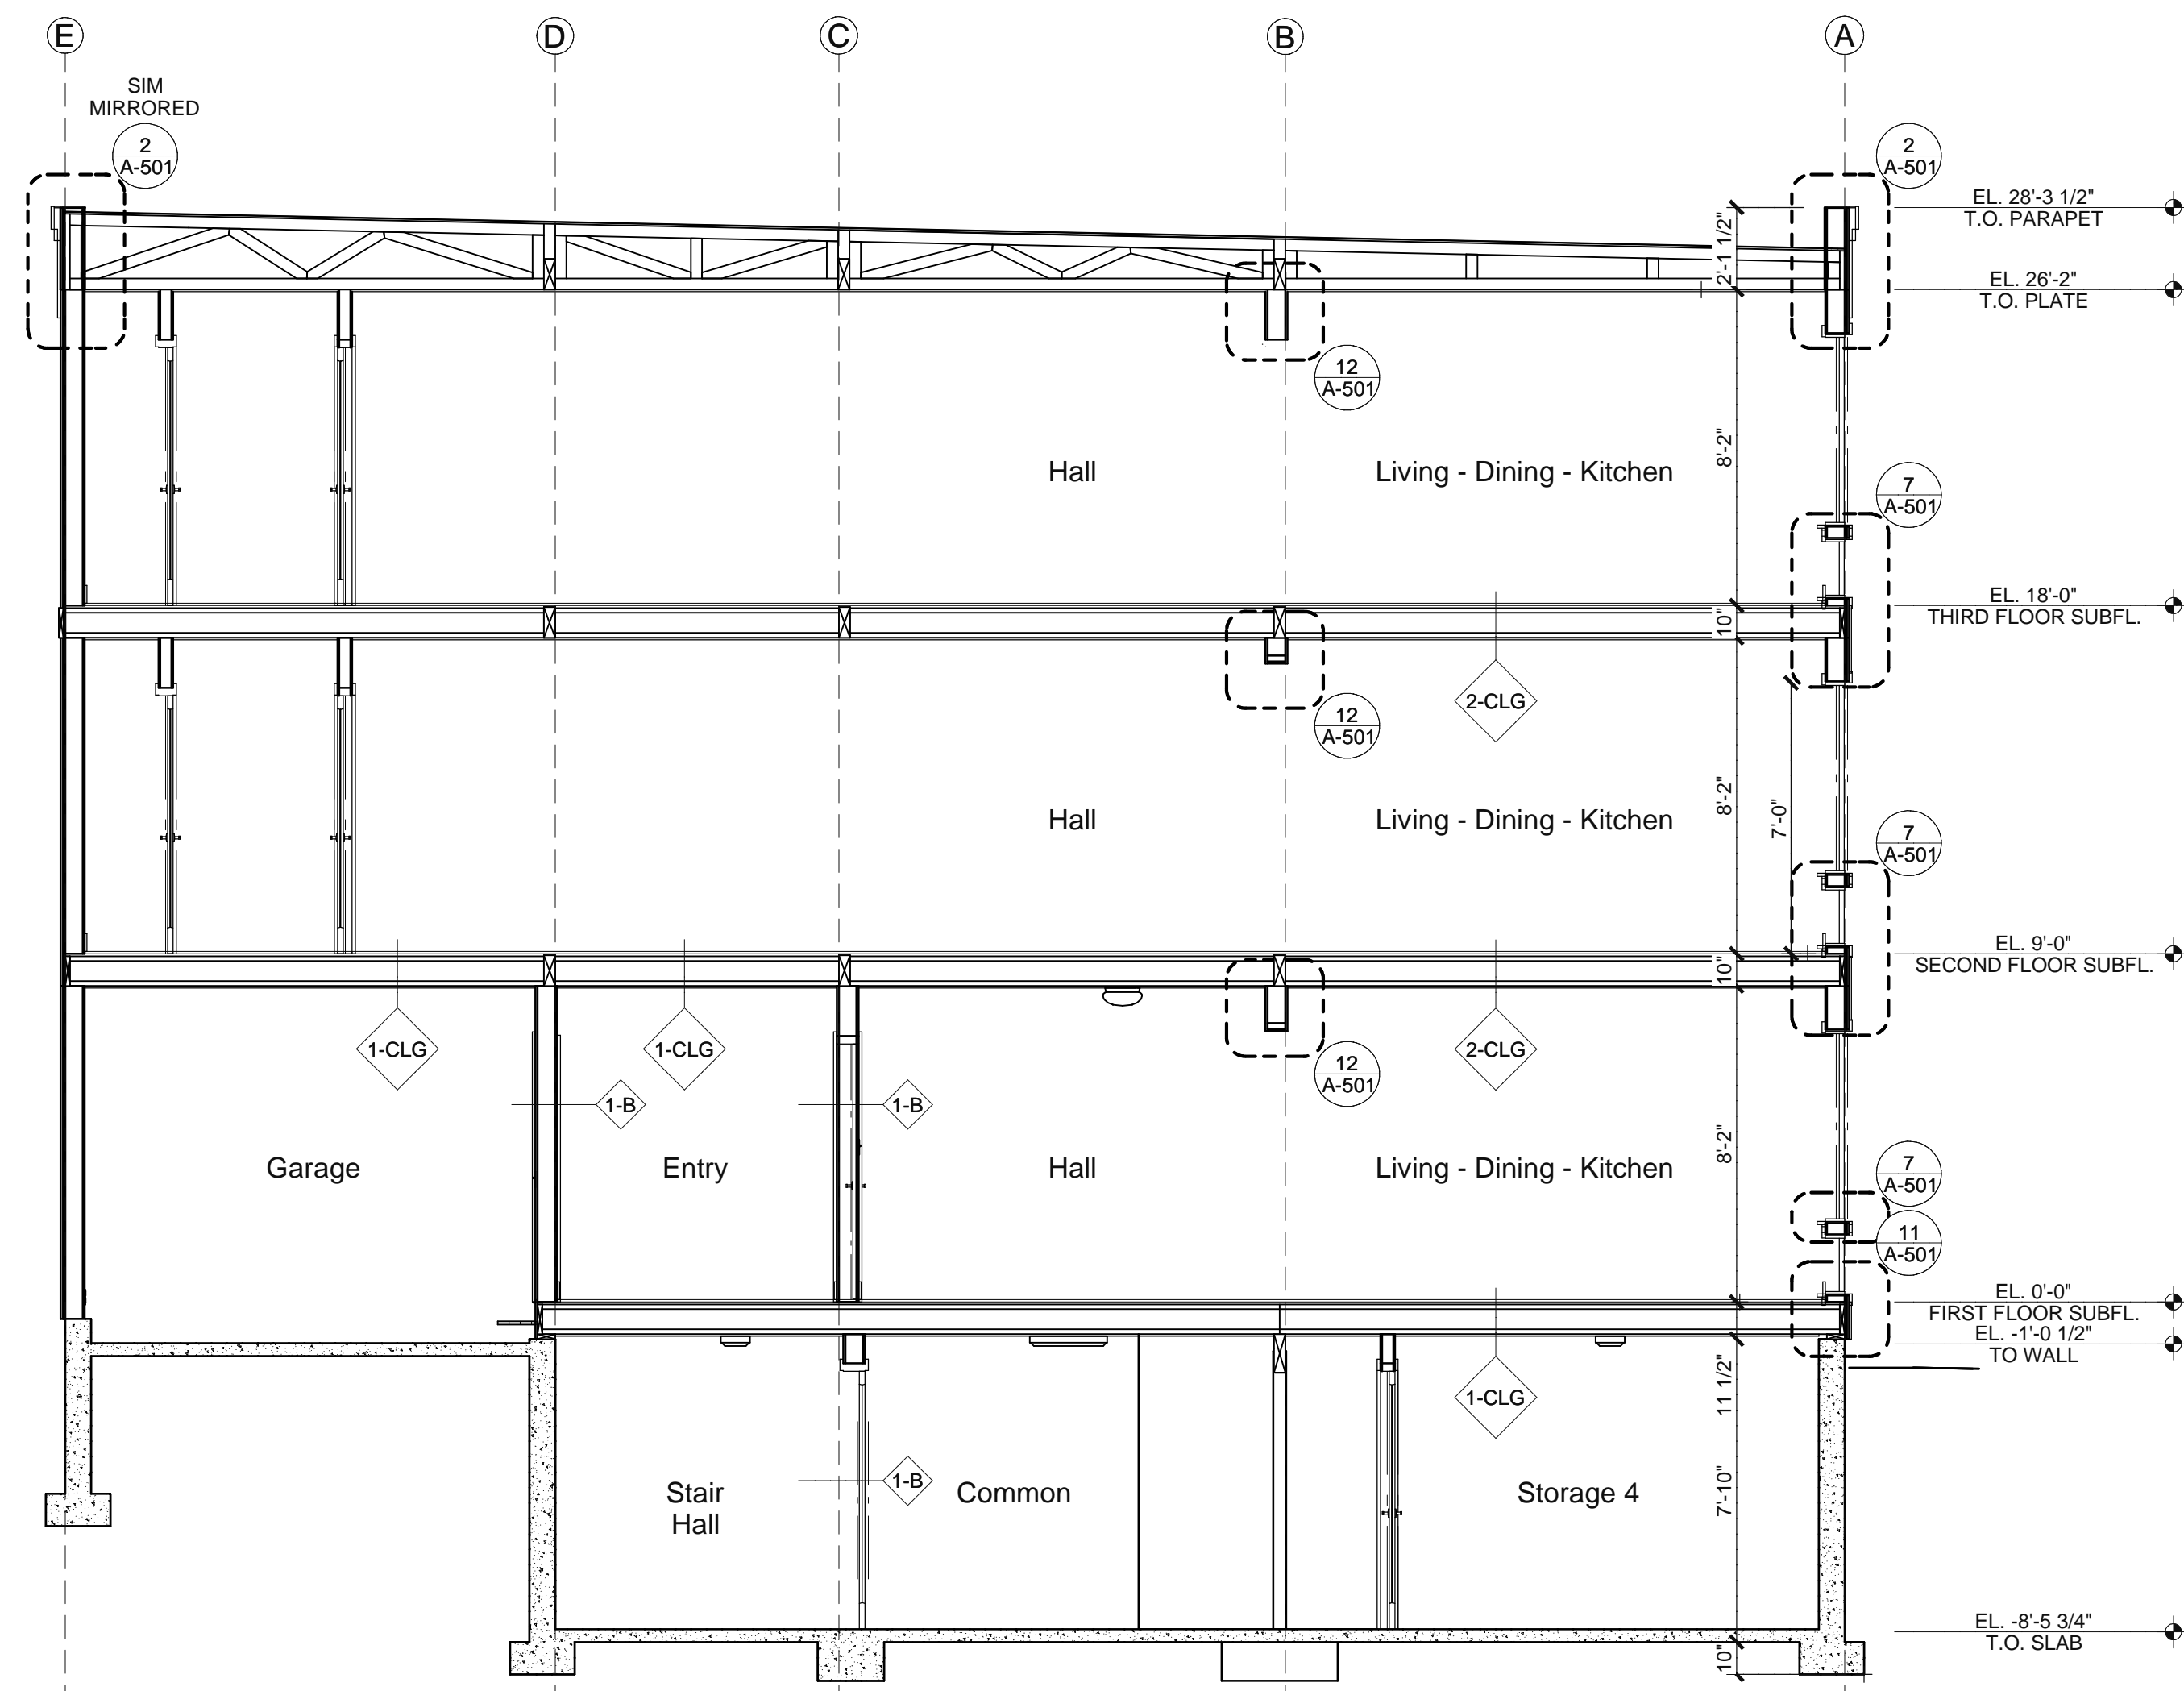 E
D
C
B
A
SIM
MIRRORED
2
A-501
2
A-501
EL. 28'-3 1/2"
T.O. PARAPET
2'-1 1/2"
EL. 26'-2"
T.O. PLATE
12
A-501
8'-2"
Hall
Living - Dining - Kitchen
7
A-501
EL. 18'-0"
THIRD FLOOR SUBFL.
10"
2-CLG
12
A-501
8'-2"
7'-0"
Hall
Living - Dining - Kitchen
7
A-501
EL. 9'-0"
SECOND FLOOR SUBFL.
10"
1-CLG
1-CLG
2-CLG
12
A-501
1-B
1-B
8'-2"
Garage
Entry
Hall
Living - Dining - Kitchen
7
A-501
11
A-501
EL. 0'-0"
FIRST FLOOR SUBFL.
EL. -1'-0 1/2"
TO WALL
11 1/2"
1-CLG
1-B
7'-10"
Stair
Hall
Common
Storage 4
EL. -8'-5 3/4"
T.O. SLAB
10"